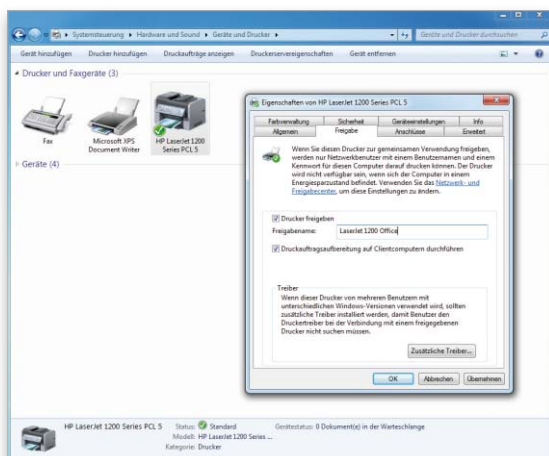 Systemsteuerung ▸ Hardware und Sound ▸ Geräte und Drucker ▸
Geräte und Drucker durchsuchen
Gerät hinzufügen Drucker hinzufügen Druckaufträge anzeigen Druckerservereigenschaften Gerät entfernen
Drucker und Faxgeräte (3)
Fax
Microsoft XPS
Document Writer
HP LaserJet 1200
Series PCL 5
Geräte (4)
Eigenschaften von HP LaserJet 1200 Series PCL 5
Farbverwaltung Sicherheit Geräteeinstellungen Info
Allgemein Freigabe Anschlüsse Erweitert
Wenn Sie diesen Drucker zur gemeinsamen Verwendung freigeben,
werden nur Netzwerkbenutzer mit einem Benutzernamen und einem
Kennwort für diesen Computer darauf drucken können. Der Drucker
wird nicht verfügbar sein, wenn sich der Computer in einem
Energiesparzustand befindet. Verwenden Sie das Netzwerk- und
Freigabecenter, um diese Einstellungen zu ändern.
Drucker freigeben
Freigabename: LaserJet 1200 Office
Druckauftragsaufbereitung auf Clientcomputern durchführen
Treiber
Wenn dieser Drucker von mehreren Benutzern mit
unterschiedlichen Windows-Versionen verwendet wird, sollten
zusätzliche Treiber installiert werden, damit Benutzer den
Druckertreiber bei der Verbindung mit einem freigegebenen
Drucker nicht suchen müssen.
Zusätzliche Treiber...
OK Abbrechen Übernehmen
HP LaserJet 1200 Series PCL 5 Status: Standard Gerätestatus: 0 Dokument(e) in der Warteschlange
Modell: HP LaserJet 1200 Series ...
Kategorie: Drucker